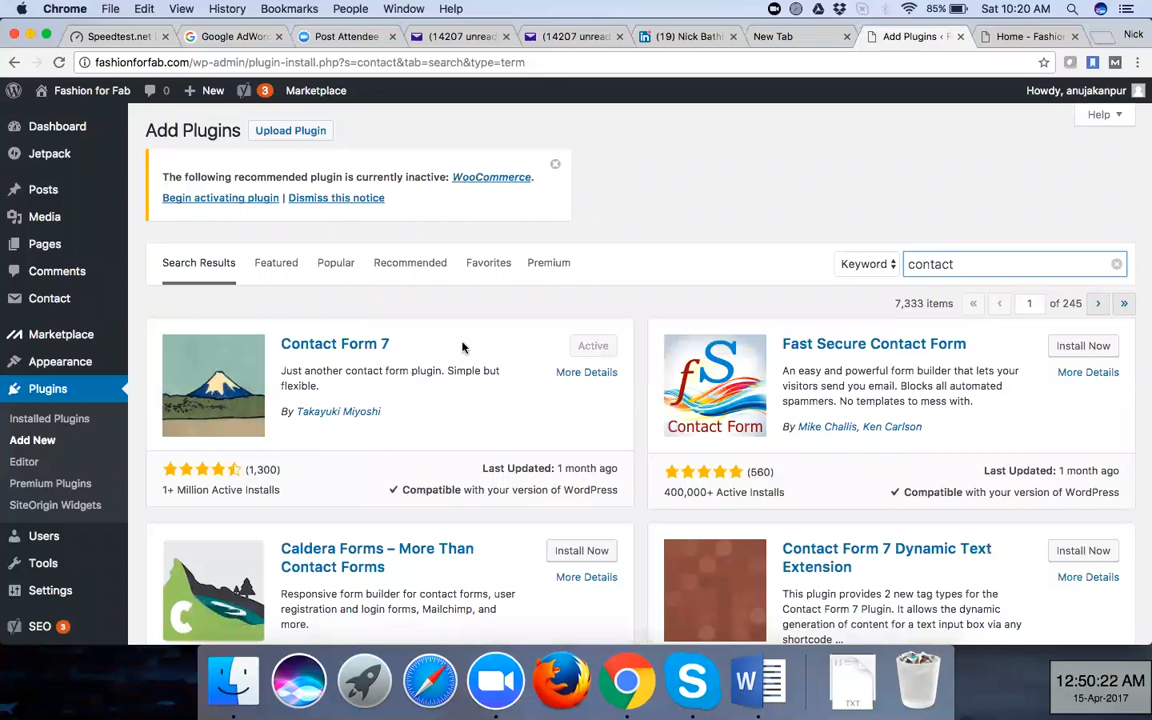 Chrome File Edit View History Bookmarks People Window Help 85% Sat 10:20 AM
Speedtest.net Google AdWor Post Attendee (14207 unread (14207 unread (19) Nick Bathi New Tab Add Plugins ‹ F Home - Fashion Nick
fashionforfab.com/wp-admin/plugin-install.php?s=contact&tab=search&type=term
Fashion for Fab 0 + New 3 Marketplace Howdy, anujakanpur
Help
Add Plugins Upload Plugin
The following recommended plugin is currently inactive: WooCommerce.
Begin activating plugin | Dismiss this notice
Dashboard
Jetpack
Posts
Media
Pages
Comments
Contact
Marketplace
Appearance
Plugins
Installed Plugins
Add New
Editor
Premium Plugins
SiteOrigin Widgets
Users
Tools
Settings
SEO 3
Search Results Featured Popular Recommended Favorites Premium Keyword contact
7,333 items « ‹ 1 of 245 › »
Contact Form 7
Active
More Details
Just another contact form plugin. Simple but
flexible.
By Takayuki Miyoshi
(1,300)
1+ Million Active Installs
Last Updated: 1 month ago
✓ Compatible with your version of WordPress
fS
Contact Form
Fast Secure Contact Form
Install Now
More Details
An easy and powerful form builder that lets your
visitors send you email. Blocks all automated
spammers. No templates to mess with.
By Mike Challis, Ken Carlson
(560)
400,000+ Active Installs
Last Updated: 1 month ago
✓ Compatible with your version of WordPress
C
Caldera Forms – More Than
Contact Forms
Install Now
More Details
Responsive form builder for contact forms, user
registration and login forms, Mailchimp, and
more.
Contact Form 7 Dynamic Text
Extension
Install Now
More Details
This plugin provides 2 new tag types for the
Contact Form 7 Plugin. It allows the dynamic
generation of content for a text input box via any
shortcode ...
W
TXT
12:50:22 AM
15-Apr-2017